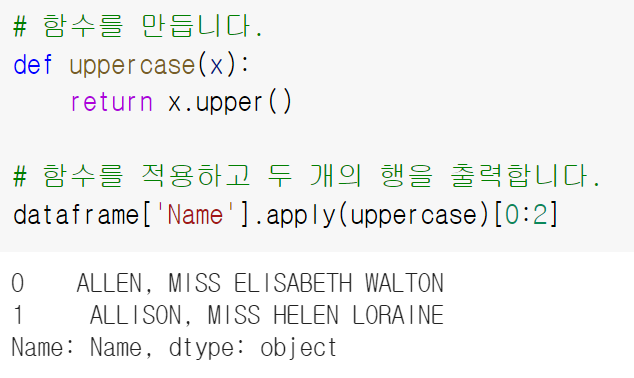 # 함수를 만듭니다.
def uppercase(x):
    return x.upper()
# 함수를 적용하고 두 개의 행을 출력합니다.
dataframe['Name'].apply(uppercase)[0:2]
0    ALLEN, MISS ELISABETH WALTON
1     ALLISON, MISS HELEN LORAINE
Name: Name, dtype: object